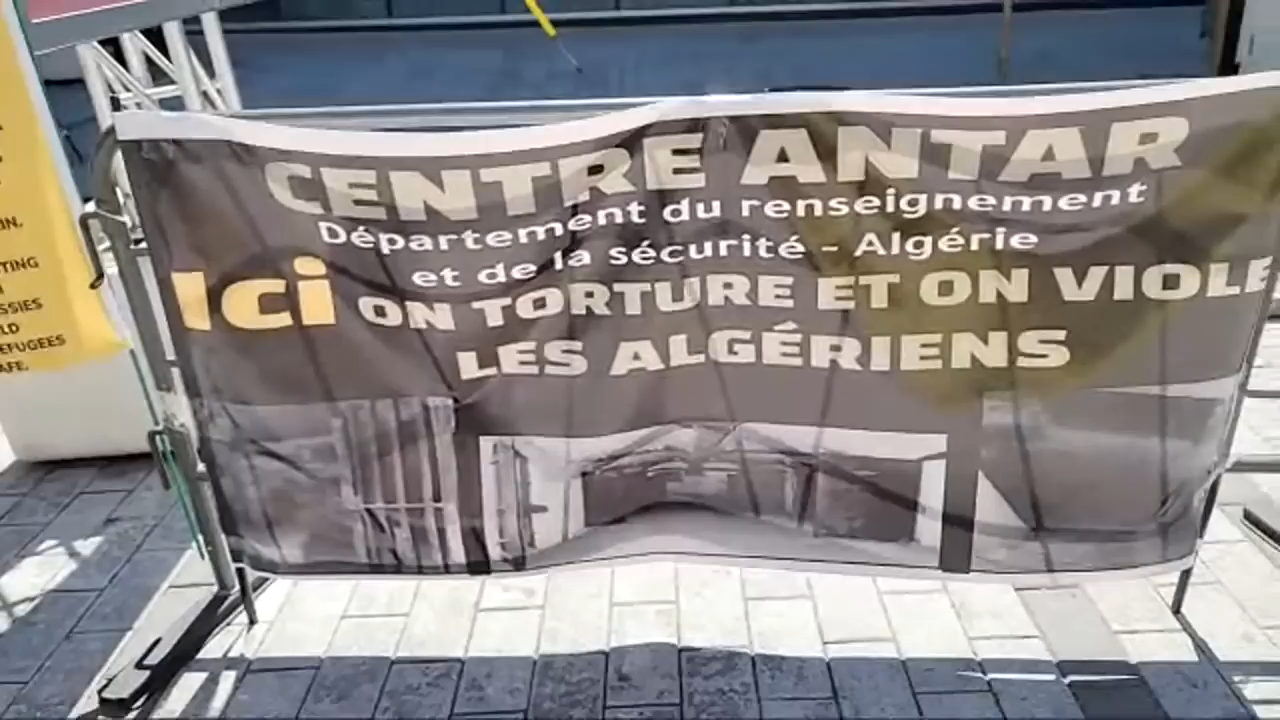 CENTRE ANTAR
Département du renseignement
et de la sécurité - Algérie
Ici ON TORTURE ET ON VIOLE
LES ALGÉRIENS